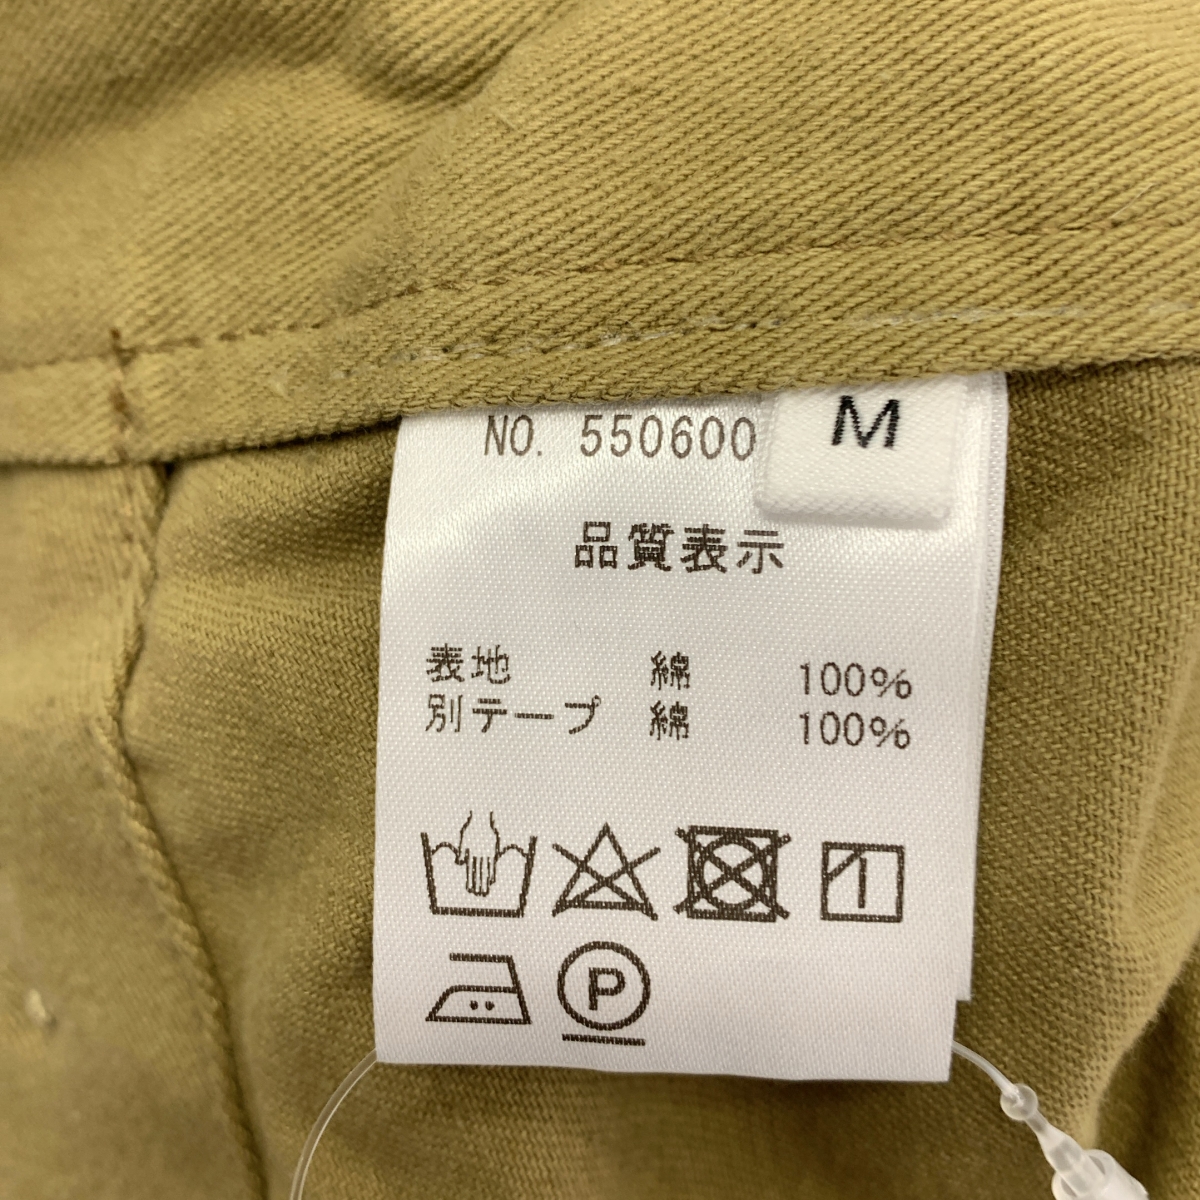 NO. 550600 M
品質表示
表地 綿 100%
別テープ 綿 100%
P